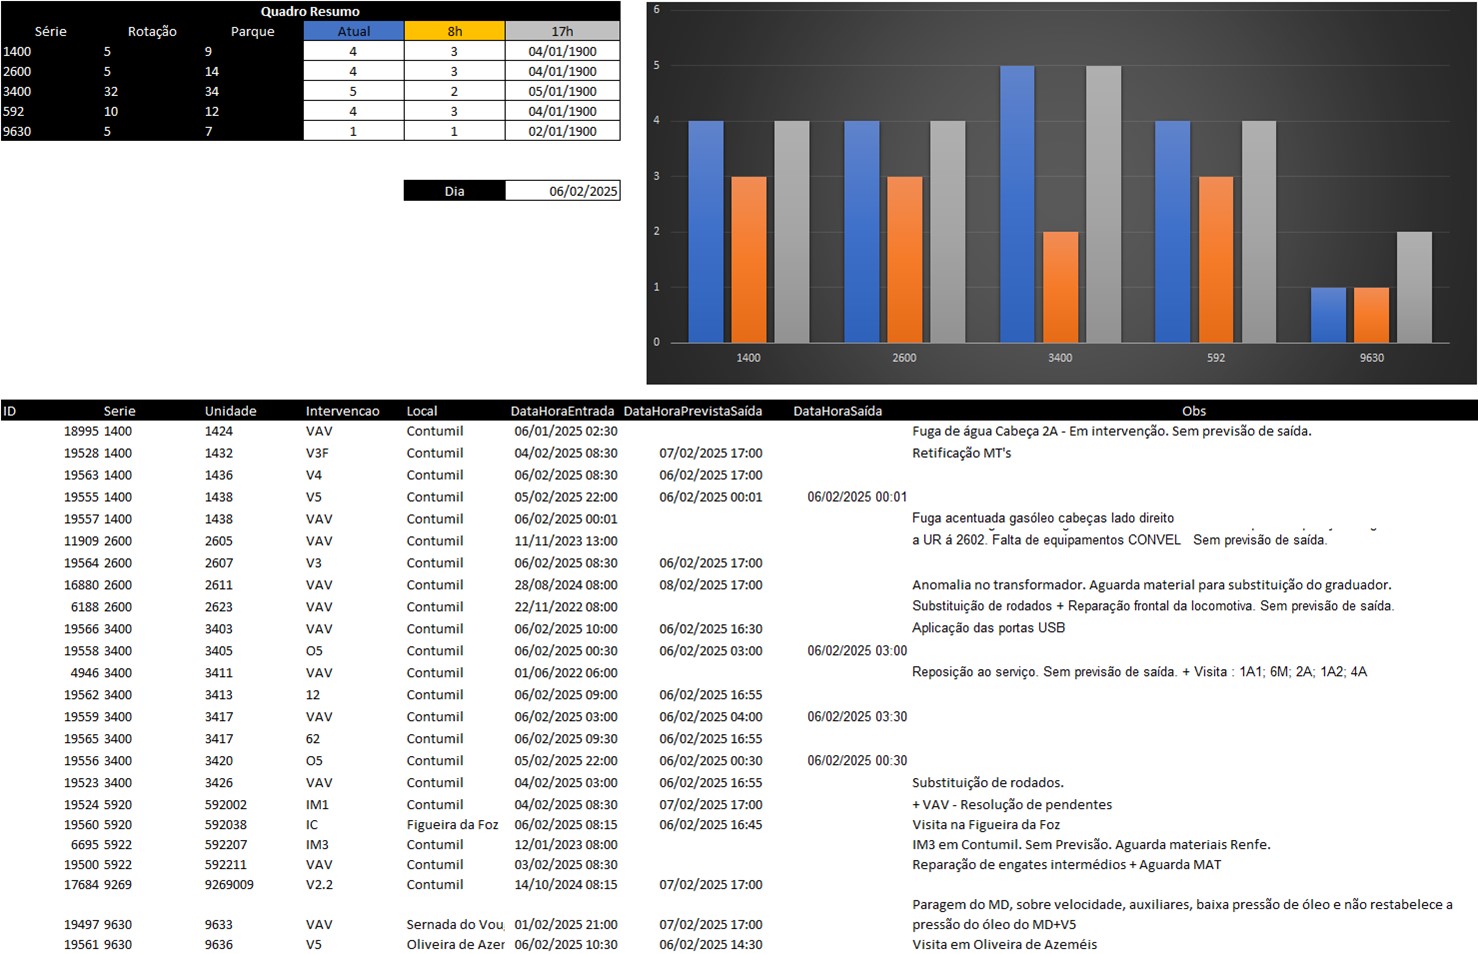 Quadro Resumo
Série Rotação Parque Atual 8h 17h
1400 5 9 4 3 04/01/1900
2600 5 14 4 3 04/01/1900
3400 32 34 5 2 05/01/1900
592 10 12 4 3 04/01/1900
9630 5 7 1 1 02/01/1900
Dia 06/02/2025
6
5
4
3
2
1
0
1400 2600 3400 592 9630
ID Serie Unidade Intervencao Local DataHoraEntrada DataHoraPrevistaSaída DataHoraSaída Obs
18995 1400 1424 VAV Contumil 06/01/2025 02:30 Fuga de água Cabeça 2A - Em intervenção. Sem previsão de saída.
19528 1400 1432 V3F Contumil 04/02/2025 08:30 07/02/2025 17:00 Retificação MT's
19563 1400 1436 V4 Contumil 06/02/2025 08:30 06/02/2025 17:00
19555 1400 1438 V5 Contumil 05/02/2025 22:00 06/02/2025 00:01 06/02/2025 00:01
19557 1400 1438 VAV Contumil 06/02/2025 00:01 Fuga acentuada gasóleo cabeças lado direito
11909 2600 2605 VAV Contumil 11/11/2023 13:00 a UR á 2602. Falta de equipamentos CONVEL Sem previsão de saída.
19564 2600 2607 V3 Contumil 06/02/2025 08:30 06/02/2025 17:00
16880 2600 2611 VAV Contumil 28/08/2024 08:00 08/02/2025 17:00 Anomalia no transformador. Aguarda material para substituição do graduador.
6188 2600 2623 VAV Contumil 22/11/2022 08:00 Substituição de rodados + Reparação frontal da locomotiva. Sem previsão de saída.
19566 3400 3403 VAV Contumil 06/02/2025 10:00 06/02/2025 16:30 Aplicação das portas USB
19558 3400 3405 O5 Contumil 06/02/2025 00:30 06/02/2025 03:00 06/02/2025 03:00
4946 3400 3411 VAV Contumil 01/06/2022 06:00 Reposição ao serviço. Sem previsão de saída. + Visita : 1A1; 6M; 2A; 1A2; 4A
19562 3400 3413 12 Contumil 06/02/2025 09:00 06/02/2025 16:55
19559 3400 3417 VAV Contumil 06/02/2025 03:00 06/02/2025 04:00 06/02/2025 03:30
19565 3400 3417 62 Contumil 06/02/2025 09:30 06/02/2025 16:55
19556 3400 3420 O5 Contumil 05/02/2025 22:00 06/02/2025 00:30 06/02/2025 00:30
19523 3400 3426 VAV Contumil 04/02/2025 03:00 06/02/2025 16:55 Substituição de rodados.
19524 5920 592002 IM1 Contumil 04/02/2025 08:30 07/02/2025 17:00 + VAV - Resolução de pendentes
19560 5920 592038 IC Figueira da Foz 06/02/2025 08:15 06/02/2025 16:45 Visita na Figueira da Foz
6695 5922 592207 IM3 Contumil 12/01/2023 08:00 IM3 em Contumil. Sem Previsão. Aguarda materiais Renfe.
19500 5922 592211 VAV Contumil 03/02/2025 08:30 Reparação de engates intermédios + Aguarda MAT
17684 9269 9269009 V2.2 Contumil 14/10/2024 08:15 07/02/2025 17:00
Paragem do MD, sobre velocidade, auxiliares, baixa pressão de óleo e não restabelece a
19497 9630 9633 VAV Sernada do Vou 01/02/2025 21:00 07/02/2025 17:00 pressão do óleo do MD+V5
19561 9630 9636 V5 Oliveira de Azer 06/02/2025 10:30 06/02/2025 14:30 Visita em Oliveira de Azeméis